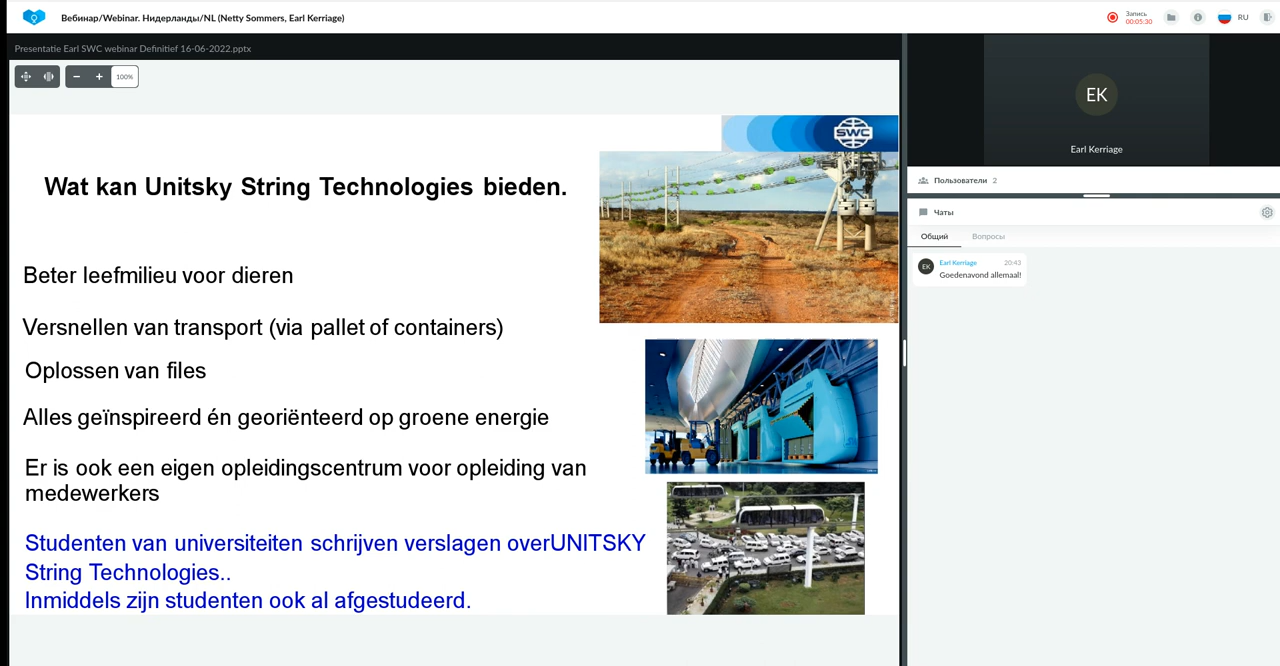 Вебинар/Webinar. Нидерланды/NL (Netty Sommers, Earl Kerriage)
Запись
00:05:30
RU
Presentatie Earl SWC webinar Definitief 16-06-2022.pptx
100%
SWC
Wat kan Unitsky String Technologies bieden.
Beter leefmilieu voor dieren
Versnellen van transport (via pallet of containers)
Oplossen van files
Alles geïnspireerd én georiënteerd op groene energie
Er is ook een eigen opleidingscentrum voor opleiding van
medewerkers
Studenten van universiteiten schrijven verslagen overUNITSKY
String Technologies..
Inmiddels zijn studenten ook al afgestudeerd.
EK
Earl Kerriage
Пользователи 2
Чаты
Общий Вопросы
EK
Earl Kerriage 20:43
Goedenavond allemaal!